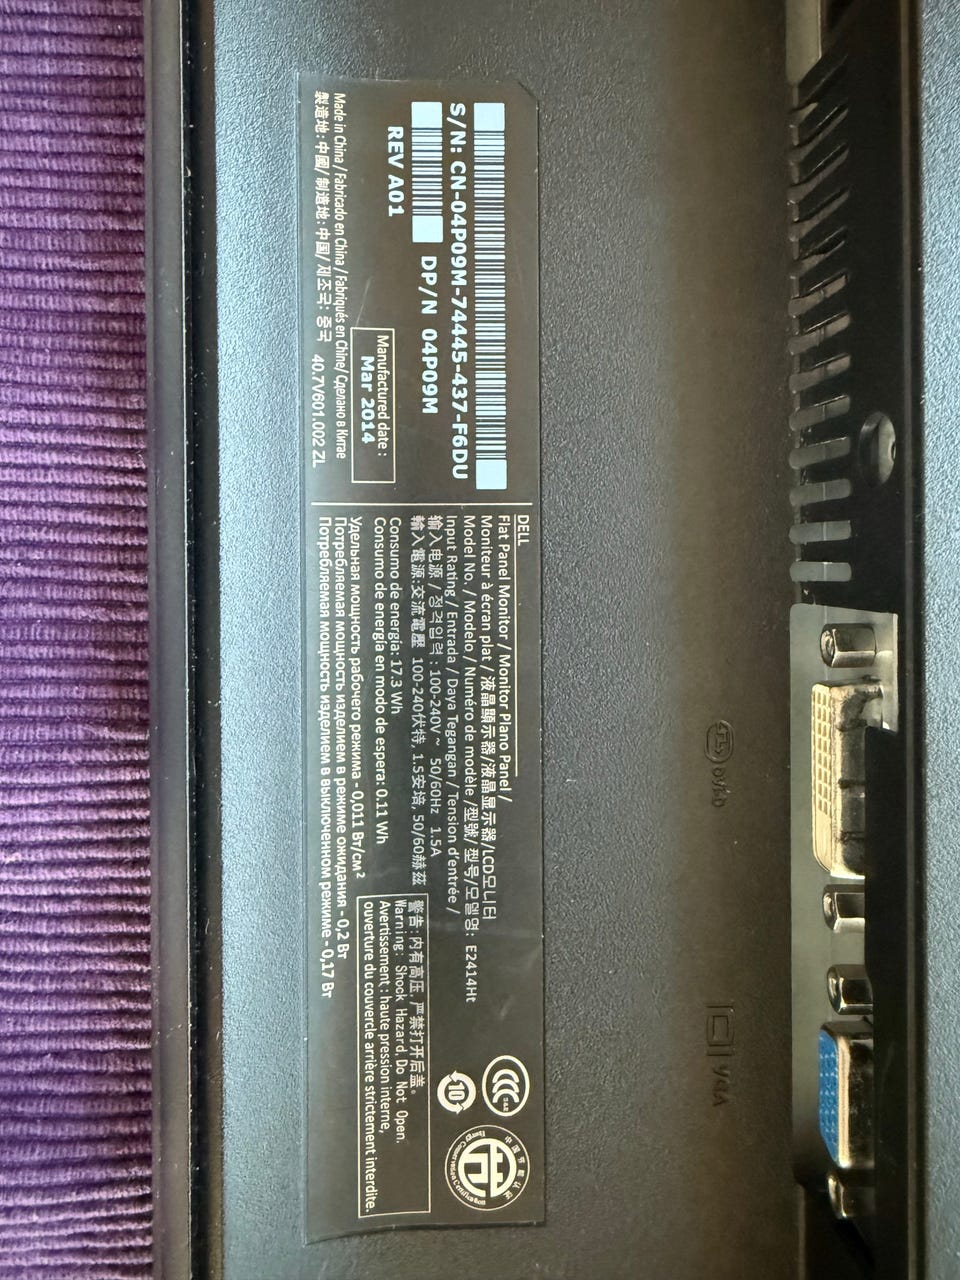 S/N: CN-04P09M-74445-437-F6DU
DP/N 04P09M
REV A01
Manufactured date :
Mar 2014
Made in China / Fabricado en China / Fabriqués en Chine/ Сделано в Китае
製造地: 中國/ 制造地: 中国/ 제조국: 중국 40.7V601.002 ZL
DELL
Flat Panel Monitor / Monitor Plano Panel /
Moniteur à écran plat / 液晶顯示器/液晶显示器/LCD모니터
Model No. / Modelo / Numéro de modèle /型號/ 型号/모델명: E2414Ht
Input Rating / Entrada / Daya Tegangan / Tension d'entrée /
输入电源 / 정격입력 :100-240V ~ 50/60Hz 1.5A
輸入電源:交流電壓 100-240伏特, 1.5安培, 50/60赫兹
Consumo de energía: 17.3 Wh
Consumo de energía en modo de espera: 0.11 Wh
Удельная мощность рабочего режима - 0,011 Вт/см²
Потребляемая мощность изделием в режиме ожидания - 0,2 Вт
Потребляемая мощность изделием в выключенном режиме - 0,17 Вт
警告: 内有高压, 严禁打开后盖。
Warning: Shock Hazard. Do Not Open.
Avertissement: haute pression interne,
ouverture du couvercle arrière strictement interdite.
10
DVI-D
VGA